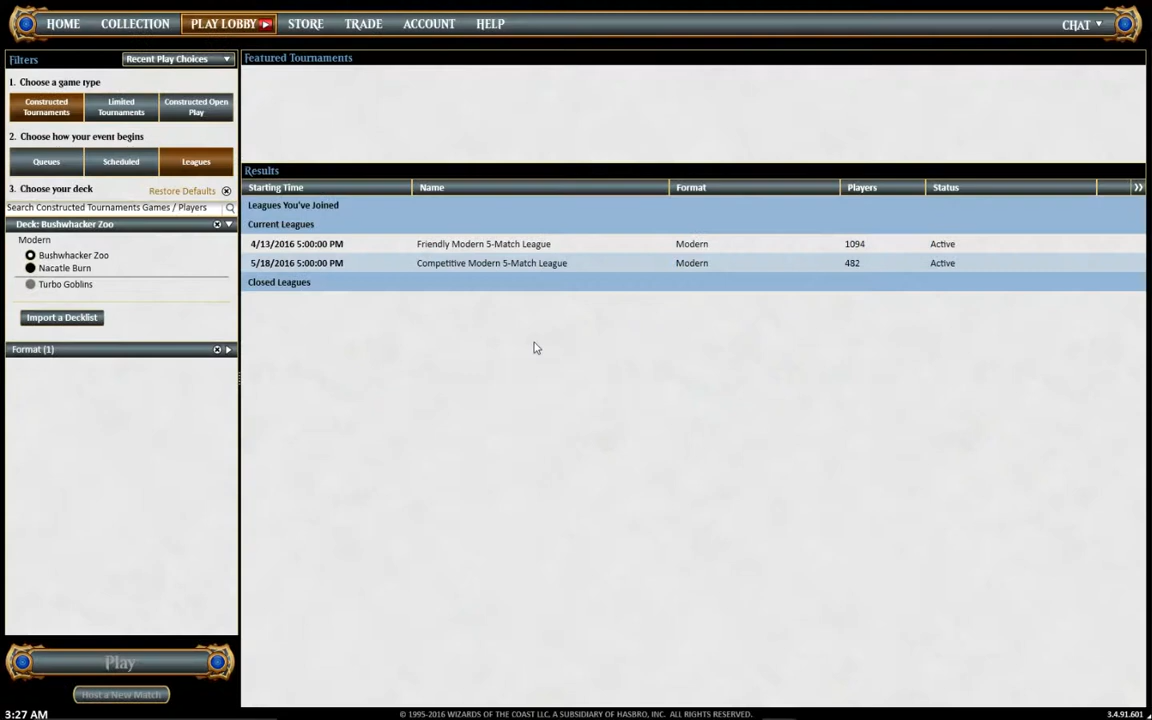 HOME COLLECTION PLAY LOBBY STORE TRADE ACCOUNT HELP CHAT
Filters Recent Play Choices
1. Choose a game type
Constructed Tournaments Limited Tournaments Constructed Open Play
2. Choose how your event begins
Queues Scheduled Leagues
3. Choose your deck Restore Defaults
Search Constructed Tournaments Games / Players
Deck: Bushwhacker Zoo
Modern
Bushwhacker Zoo
Nacatle Burn
Turbo Goblins
Import a Decklist
Format (1)
Play
Host a New Match
3:27 AM
Featured Tournaments
Results
Starting Time Name Format Players Status
Leagues You've Joined
Current Leagues
4/13/2016 5:00:00 PM Friendly Modern 5-Match League Modern 1094 Active
5/18/2016 5:00:00 PM Competitive Modern 5-Match League Modern 482 Active
Closed Leagues
© 1995-2016 WIZARDS OF THE COAST LLC, A SUBSIDIARY OF HASBRO, INC. ALL RIGHTS RESERVED.
3.4.91.601